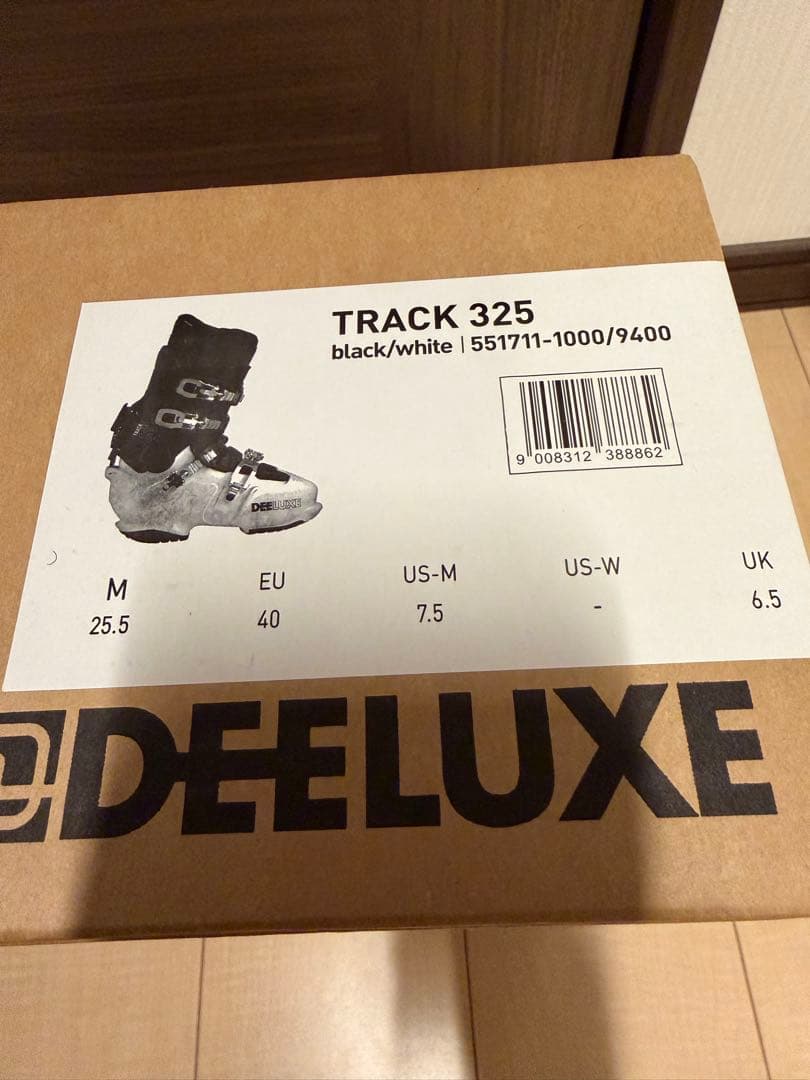 TRACK 325
black/white | 551711-1000/9400
9 008312 388862
DEELUXE
M EU US-M US-W UK
25.5 40 7.5 - 6.5
DEELUXE